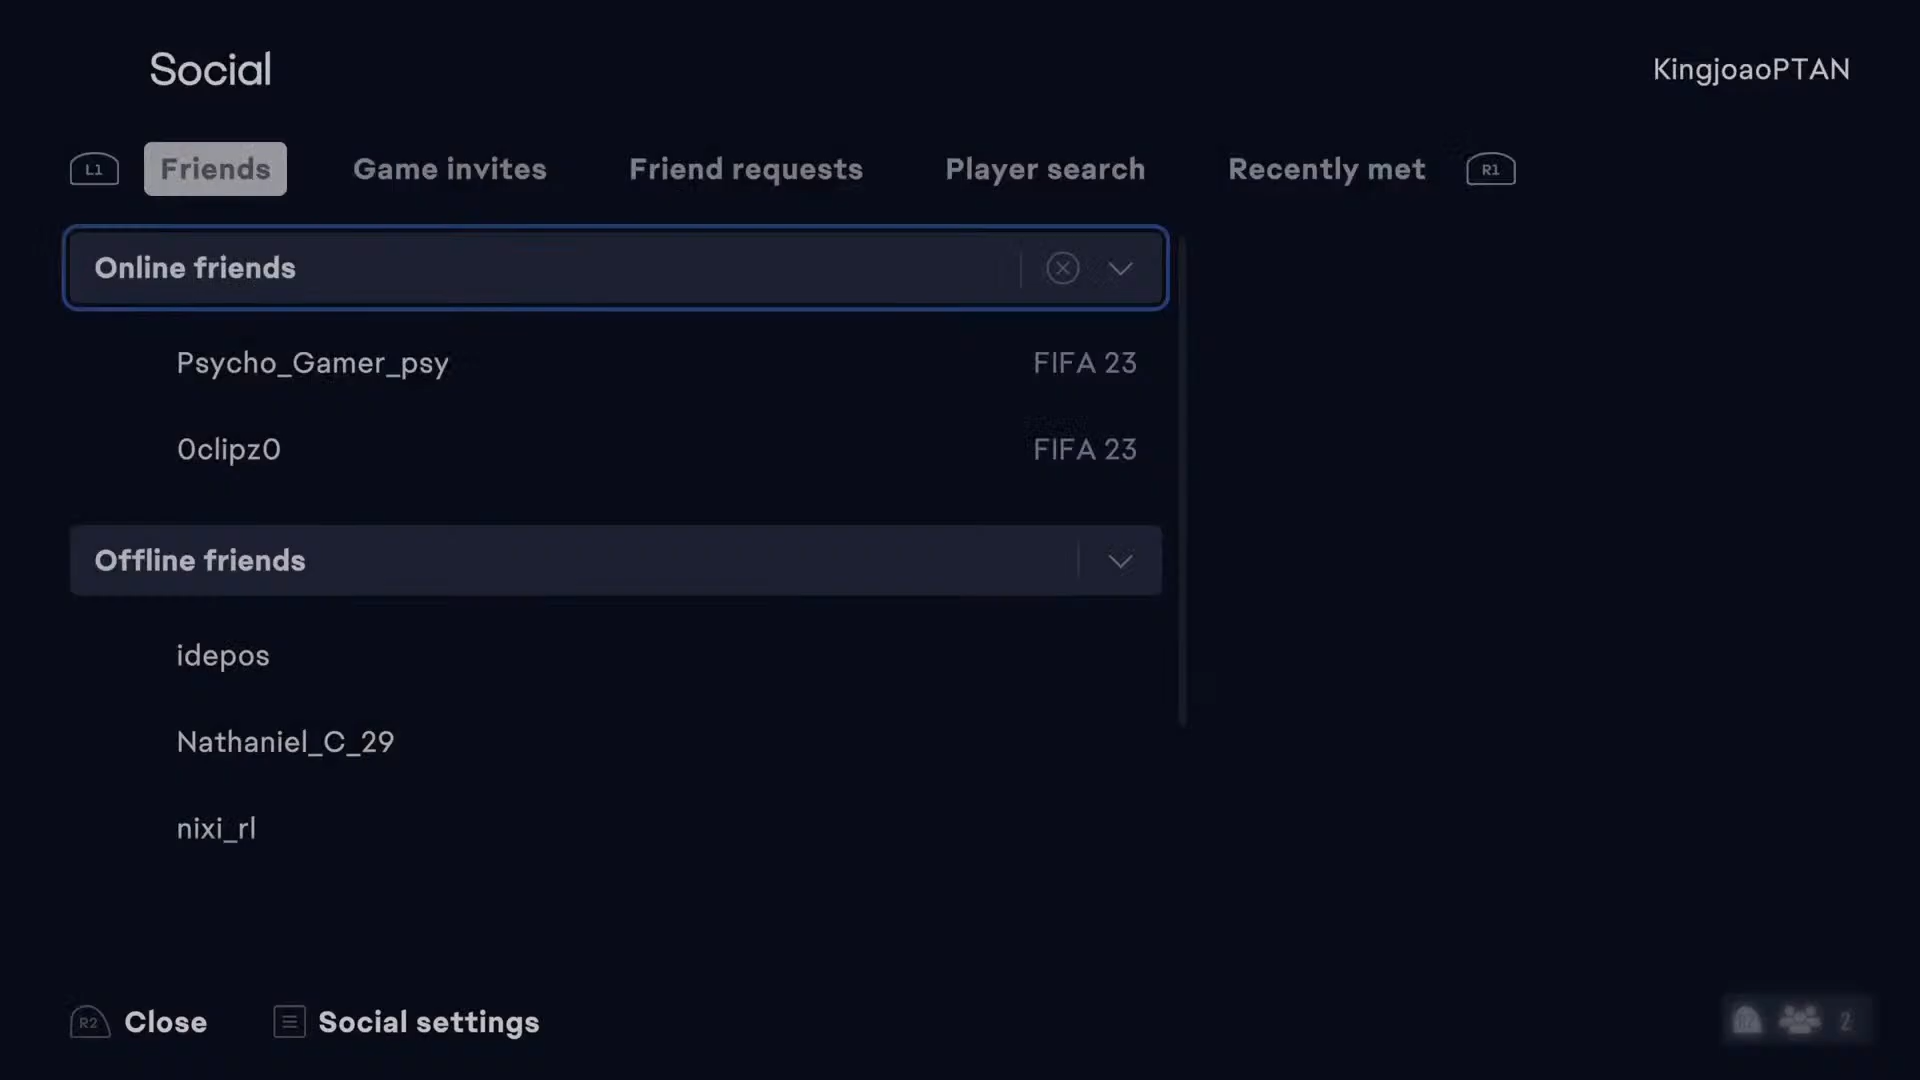 Social
KingjoaoPTAN
L1 Friends Game invites Friend requests Player search Recently met R1
Online friends
Psycho_Gamer_psy FIFA 23
0clipz0 FIFA 23
Offline friends
idepos
Nathaniel_C_29
nixi_rl
R2 Close Social settings
2